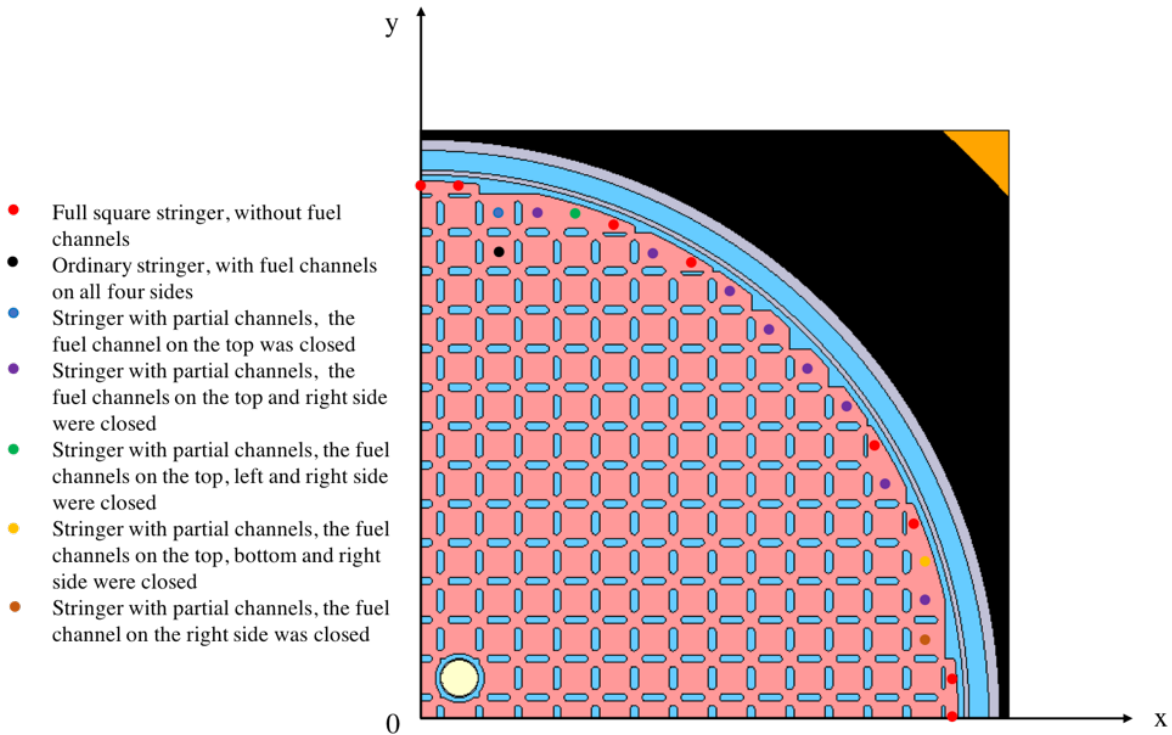 y
Full square stringer, without fuel
channels
Ordinary stringer, with fuel channels
on all four sides
Stringer with partial channels, the
fuel channel on the top was closed
Stringer with partial channels, the
fuel channels on the top and right side
were closed
Stringer with partial channels, the fuel
channels on the top, left and right side
were closed
Stringer with partial channels, the fuel
channels on the top, bottom and right
side were closed
Stringer with partial channels, the fuel
channel on the right side was closed
0
x